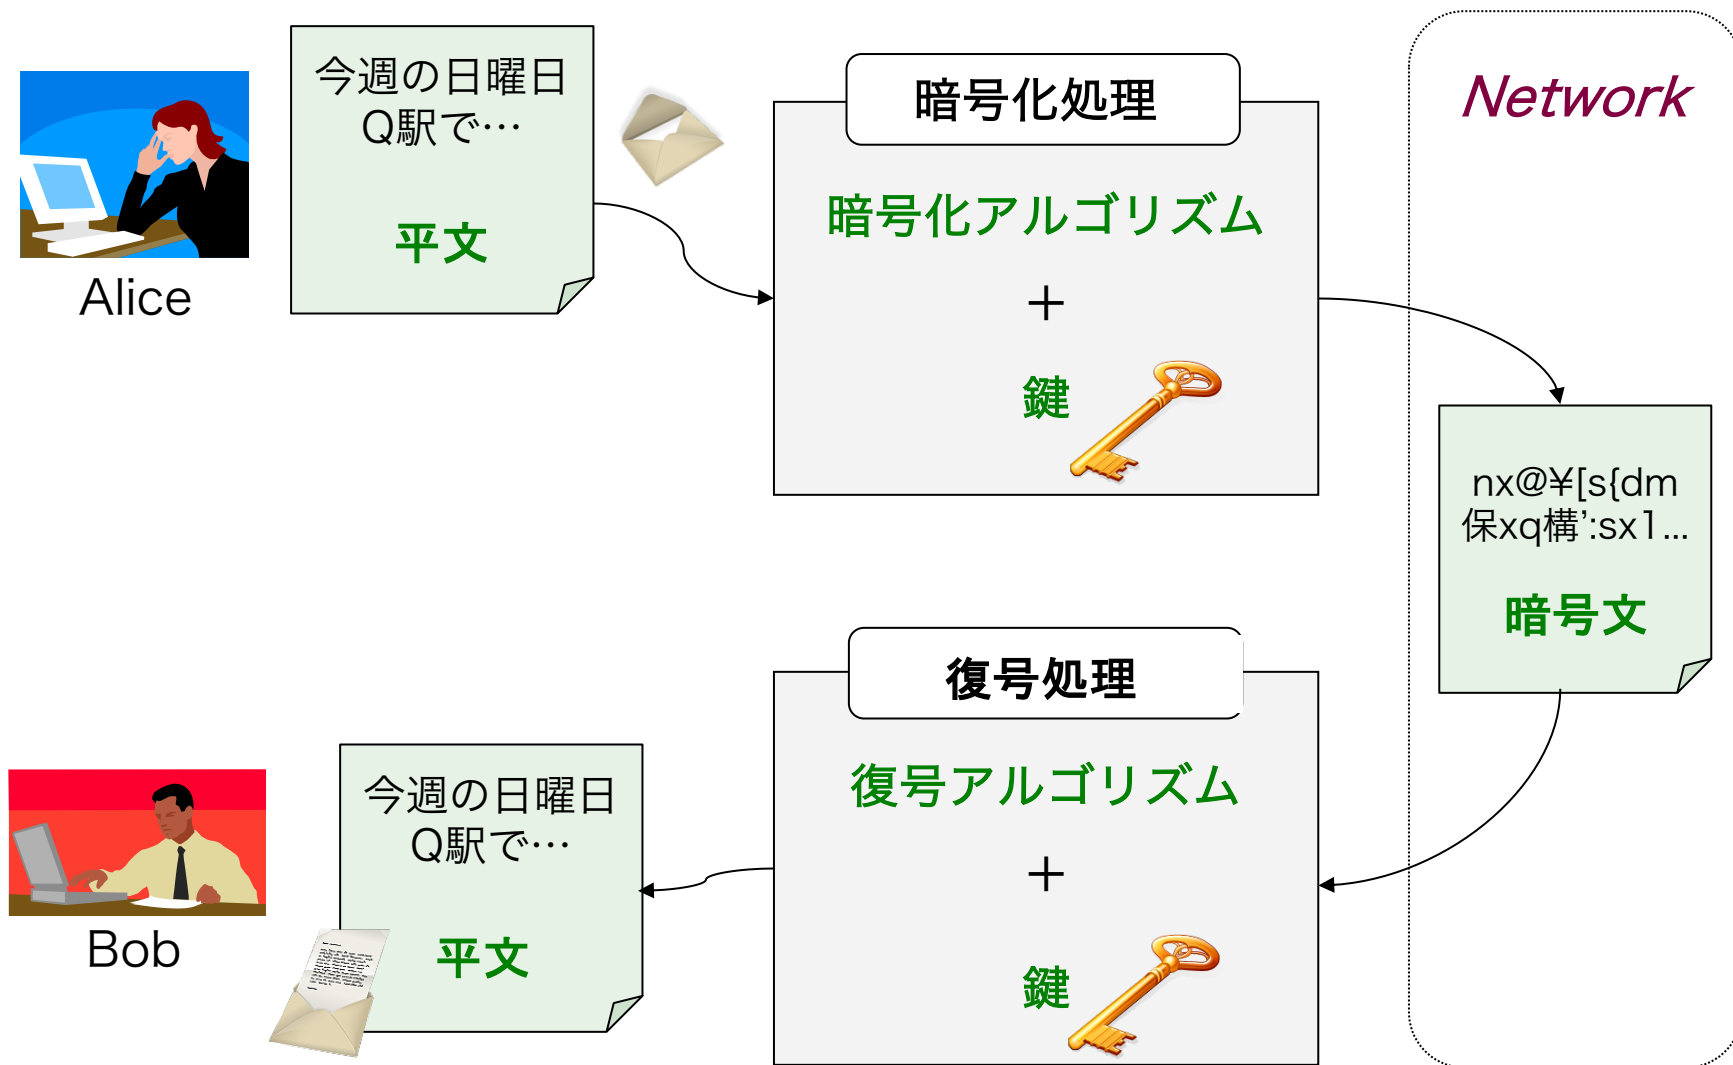 今週の日曜日
Q駅で…
平文
Alice
暗号化処理
暗号化アルゴリズム
＋
鍵
Network
nx@¥[s{dm
保xq構’:sx1...
暗号文
復号処理
復号アルゴリズム
＋
鍵
今週の日曜日
Q駅で…
平文
Bob